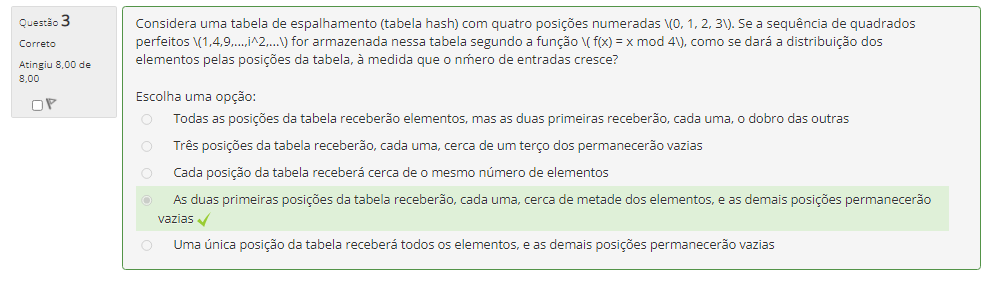 Questão 3
Correto
Atingiu 8,00 de
8,00
Considera uma tabela de espalhamento (tabela hash) com quatro posições numeradas \(0, 1, 2, 3\). Se a sequência de quadrados
perfeitos \(1,4,9,...,i^2,...\) for armazenada nessa tabela segundo a função \( f(x) = x mod 4\), como se dará a distribuição dos
elementos pelas posições da tabela, à medida que o nḿero de entradas cresce?
Escolha uma opção:
Todas as posições da tabela receberão elementos, mas as duas primeiras receberão, cada uma, o dobro das outras
Três posições da tabela receberão, cada uma, cerca de um terço dos permanecerão vazias
Cada posição da tabela receberá cerca de o mesmo número de elementos
As duas primeiras posições da tabela receberão, cada uma, cerca de metade dos elementos, e as demais posições permanecerão
vazias
Uma única posição da tabela receberá todos os elementos, e as demais posições permanecerão vazias